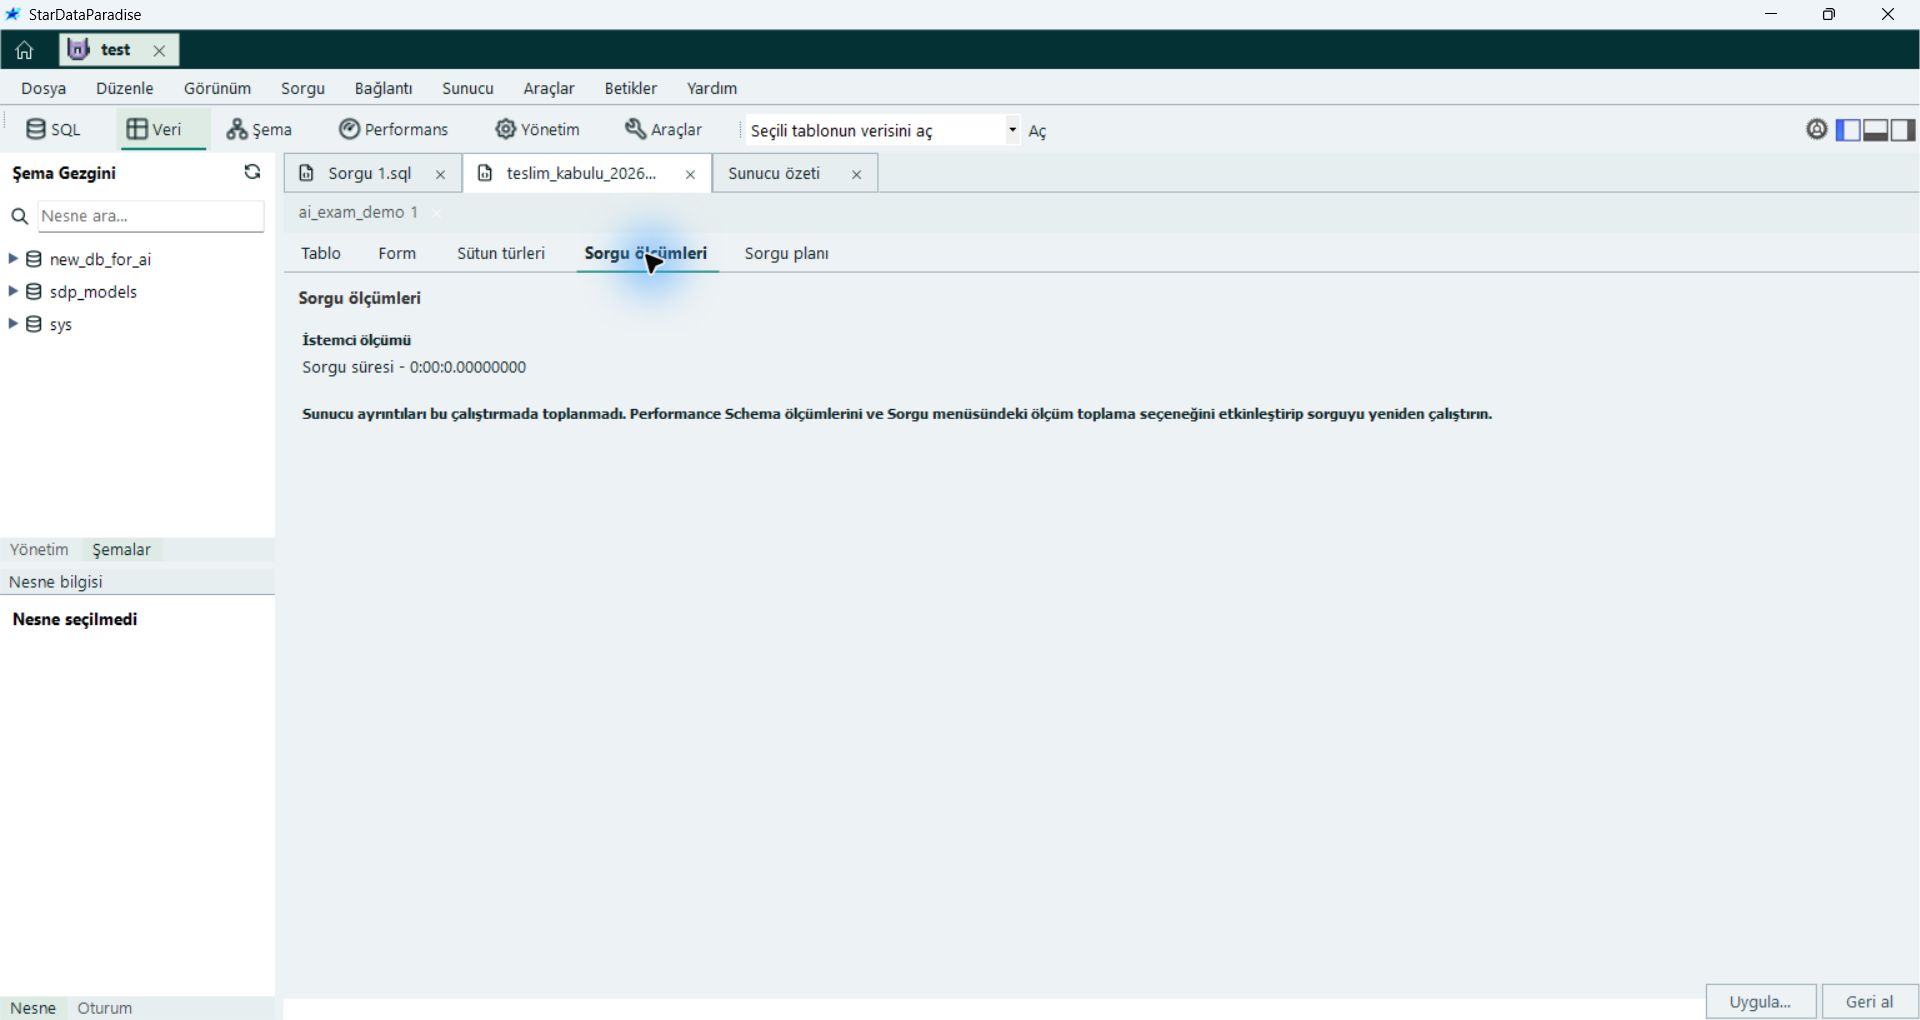 StarDataParadise
test
Dosya Düzenle Görünüm Sorgu Bağlantı Sunucu Araçlar Betikler Yardım
SQL Veri Şema Performans Yönetim Araçlar Seçili tablonun verisini aç Aç
Şema Gezgini
Sorgu 1.sql teslim_kabulu_2026... Sunucu özeti
Nesne ara...
ai_exam_demo 1
Tablo Form Sütun türleri Sorgu ölçümleri Sorgu planı
new_db_for_ai
sdp_models
sys
Sorgu ölçümleri
İstemci ölçümü
Sorgu süresi - 0:00:0.00000000
Sunucu ayrıntıları bu çalıştırmada toplanmadı. Performance Schema ölçümlerini ve Sorgu menüsündeki ölçüm toplama seçeneğini etkinleştirip sorguyu yeniden çalıştırın.
Yönetim Şemalar
Nesne bilgisi
Nesne seçilmedi
Uygula... Geri al
Nesne Oturum